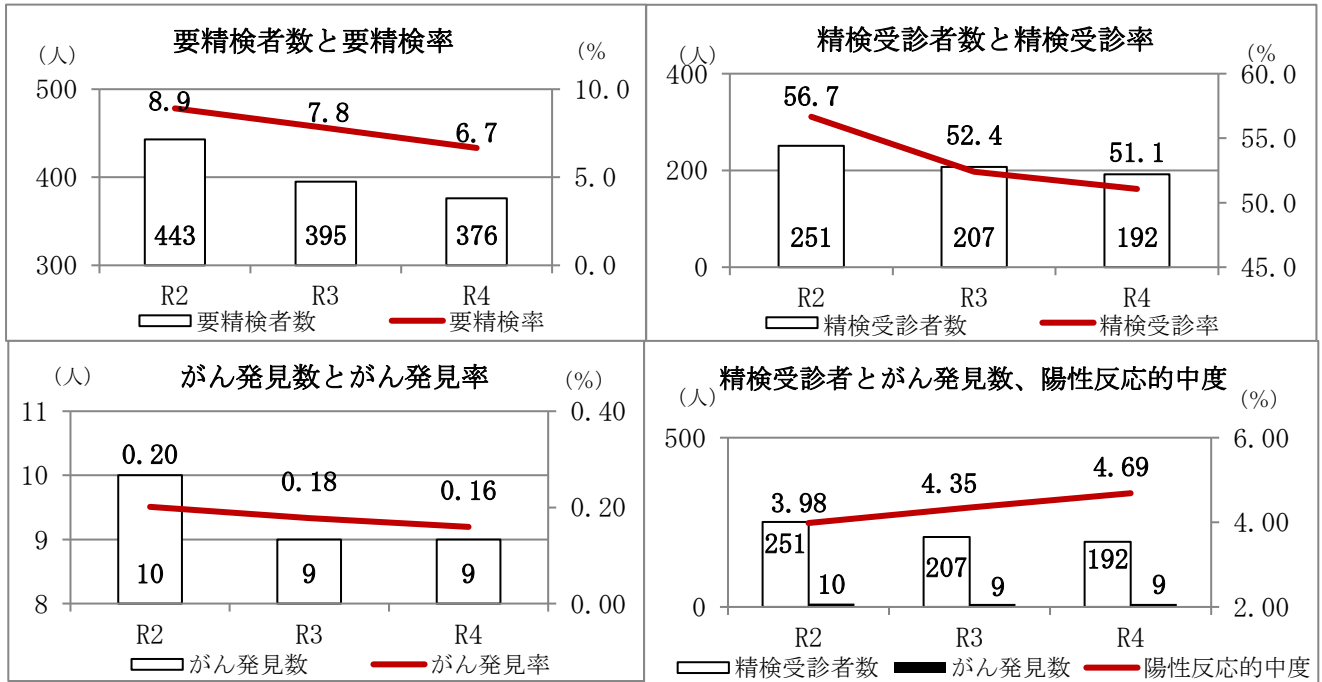 要精検者数と要精検率
（人）
（%
500
400
300
10.0
5.0
0.0
8.9
7.8
6.7
443
395
376
R2
R3
R4
要精検者数
要精検率
精検受診者数と精検受診率
（人）
（%
400
200
0
60.0
55.0
50.0
45.0
56.7
52.4
51.1
251
207
192
R2
R3
R4
精検受診者数
精検受診率
がん発見数とがん発見率
（人）
（%）
11
10
9
8
0.40
0.20
0.00
0.20
0.18
0.16
10
9
9
R2
R3
R4
がん発見数
がん発見率
精検受診者とがん発見数、陽性反応的中度
（人）
（%）
500
0
6.00
4.00
2.00
3.98
4.35
4.69
251
10
207
9
192
9
R2
R3
R4
精検受診者数
がん発見数
陽性反応的中度